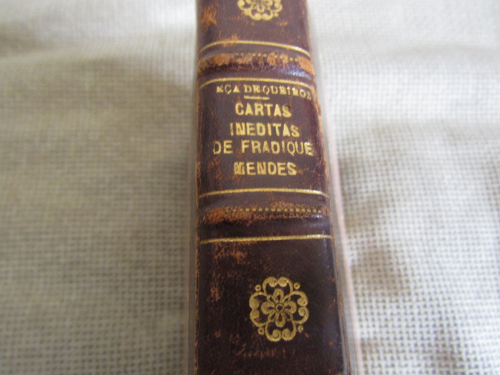 EÇA DE QUEIROZ
CARTAS
INEDITAS
DE FRADIQUE
MENDES